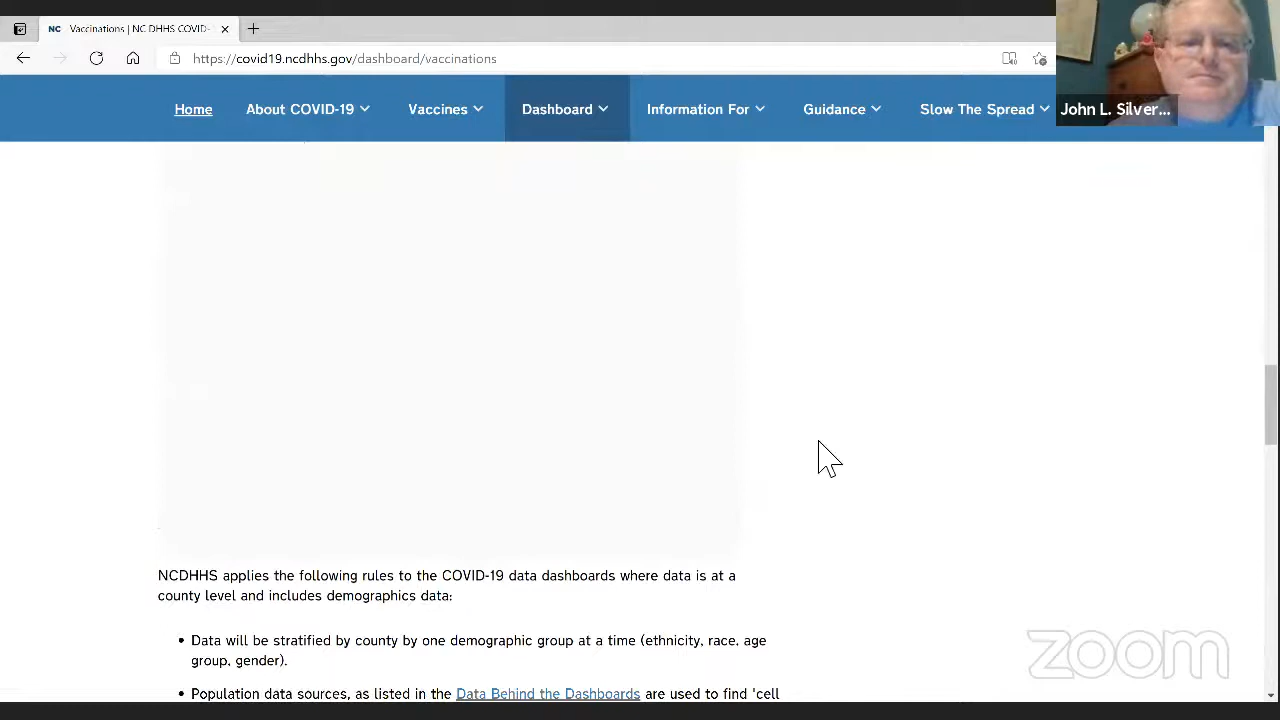 NC Vaccinations | NC DHHS COVID-
https://covid19.ncdhhs.gov/dashboard/vaccinations
Home About COVID-19 Vaccines Dashboard Information For Guidance Slow The Spread
John L. Silver...
NCDHHS applies the following rules to the COVID-19 data dashboards where data is at a
county level and includes demographics data:
• Data will be stratified by county by one demographic group at a time (ethnicity, race, age
group, gender).
• Population data sources, as listed in the Data Behind the Dashboards are used to find 'cell
zoom